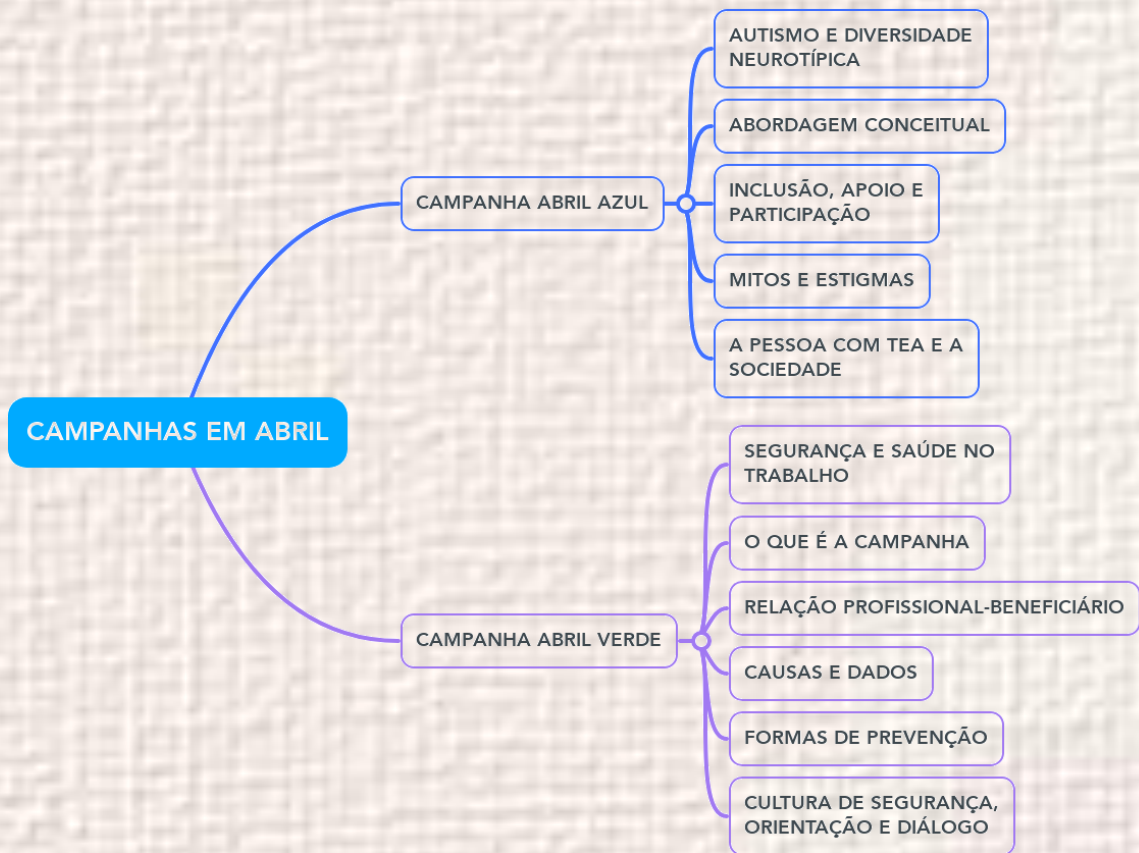 CAMPANHAS EM ABRIL
CAMPANHA ABRIL AZUL
AUTISMO E DIVERSIDADE
NEUROTÍPICA
ABORDAGEM CONCEITUAL
INCLUSÃO, APOIO E
PARTICIPAÇÃO
MITOS E ESTIGMAS
A PESSOA COM TEA E A
SOCIEDADE
CAMPANHA ABRIL VERDE
SEGURANÇA E SAÚDE NO
TRABALHO
O QUE É A CAMPANHA
RELAÇÃO PROFISSIONAL-BENEFICIÁRIO
CAUSAS E DADOS
FORMAS DE PREVENÇÃO
CULTURA DE SEGURANÇA,
ORIENTAÇÃO E DIÁLOGO